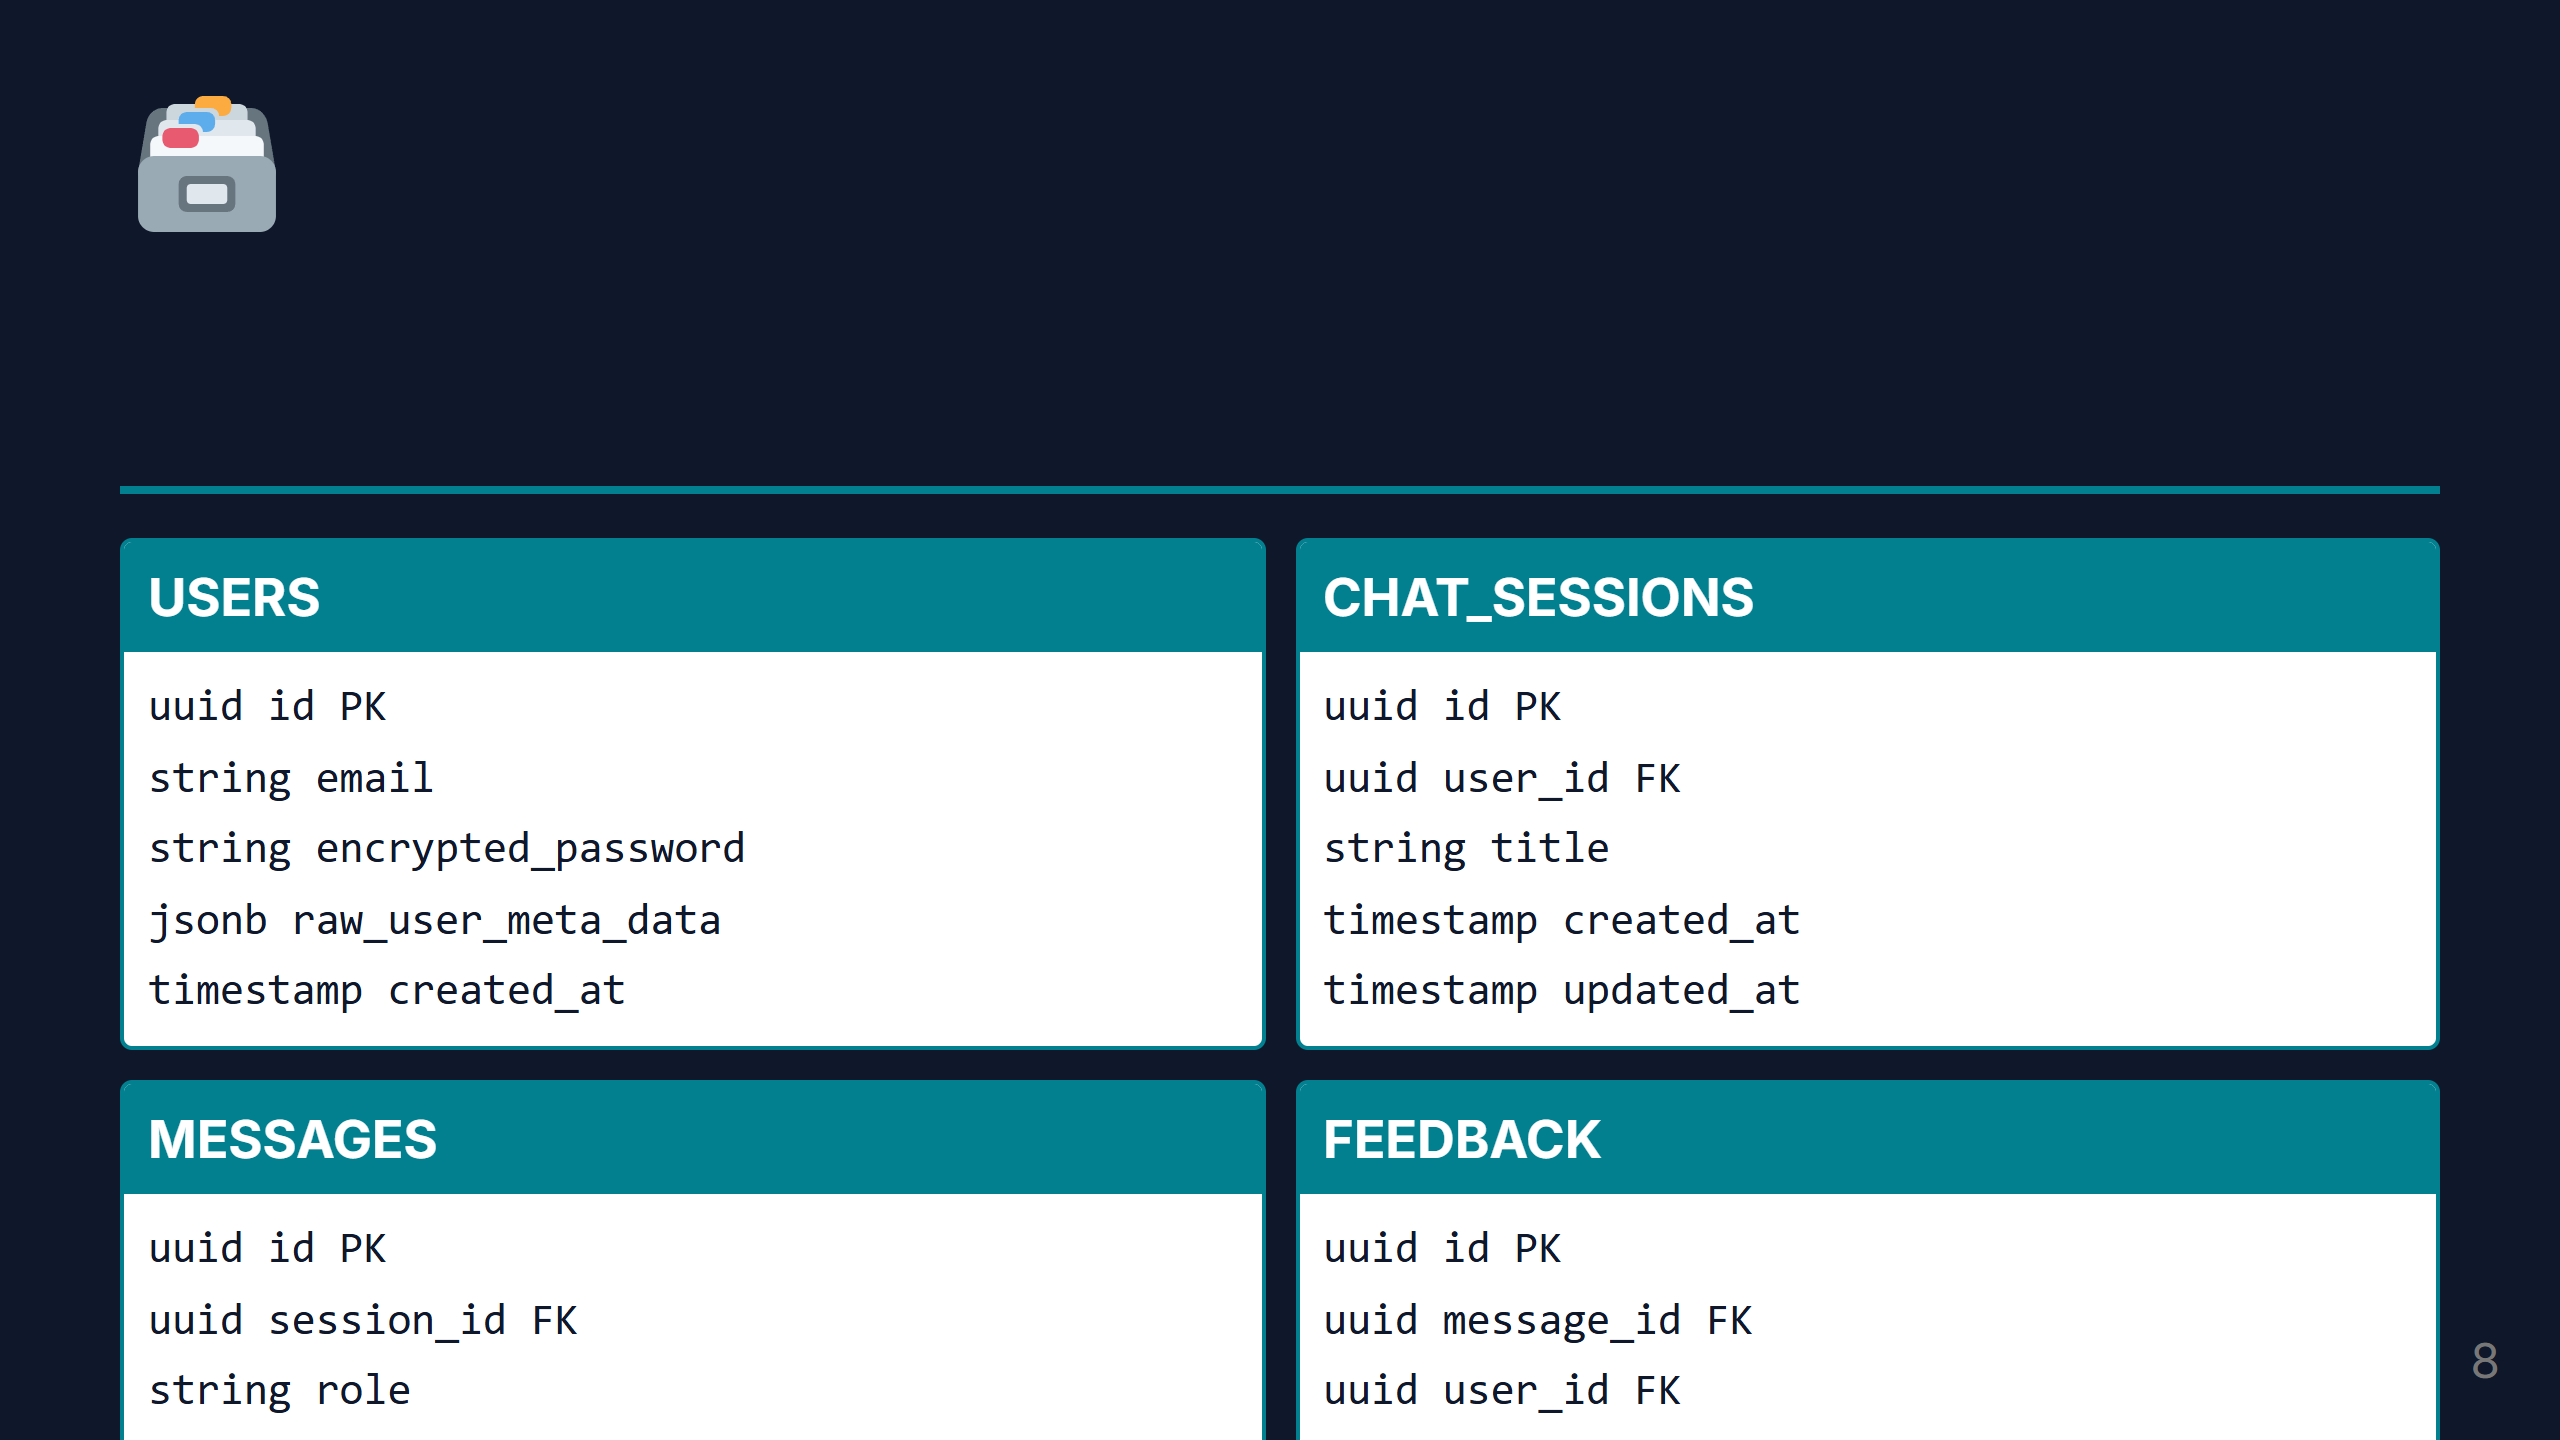 USERS
uuid id PK
string email
string encrypted_password
jsonb raw_user_meta_data
timestamp created_at
CHAT_SESSIONS
uuid id PK
uuid user_id FK
string title
timestamp created_at
timestamp updated_at
MESSAGES
uuid id PK
uuid session_id FK
string role
FEEDBACK
uuid id PK
uuid message_id FK
uuid user_id FK
8